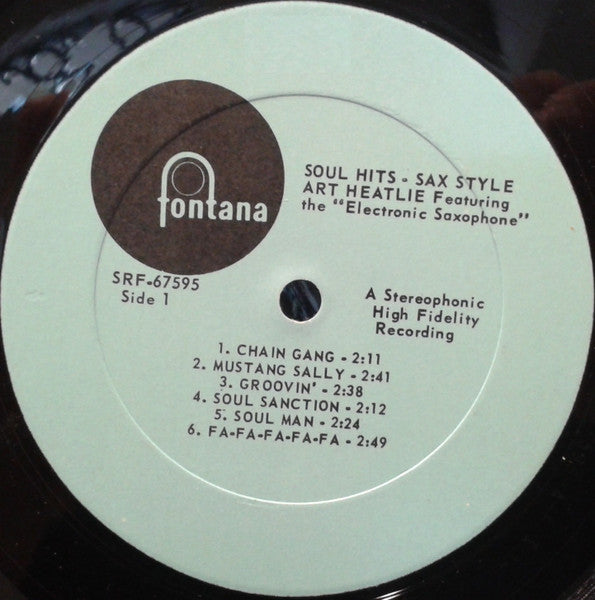 fontana
SOUL HITS - SAX STYLE
ART HEATLIE Featuring
the "Electronic Saxophone"
SRF-67595
Side 1
A Stereophonic
High Fidelity
Recording
1. CHAIN GANG - 2:11
2. MUSTANG SALLY - 2:41
3. GROOVIN' - 2:38
4. SOUL SANCTION - 2:12
5. SOUL MAN - 2:24
6. FA-FA-FA-FA-FA - 2:49